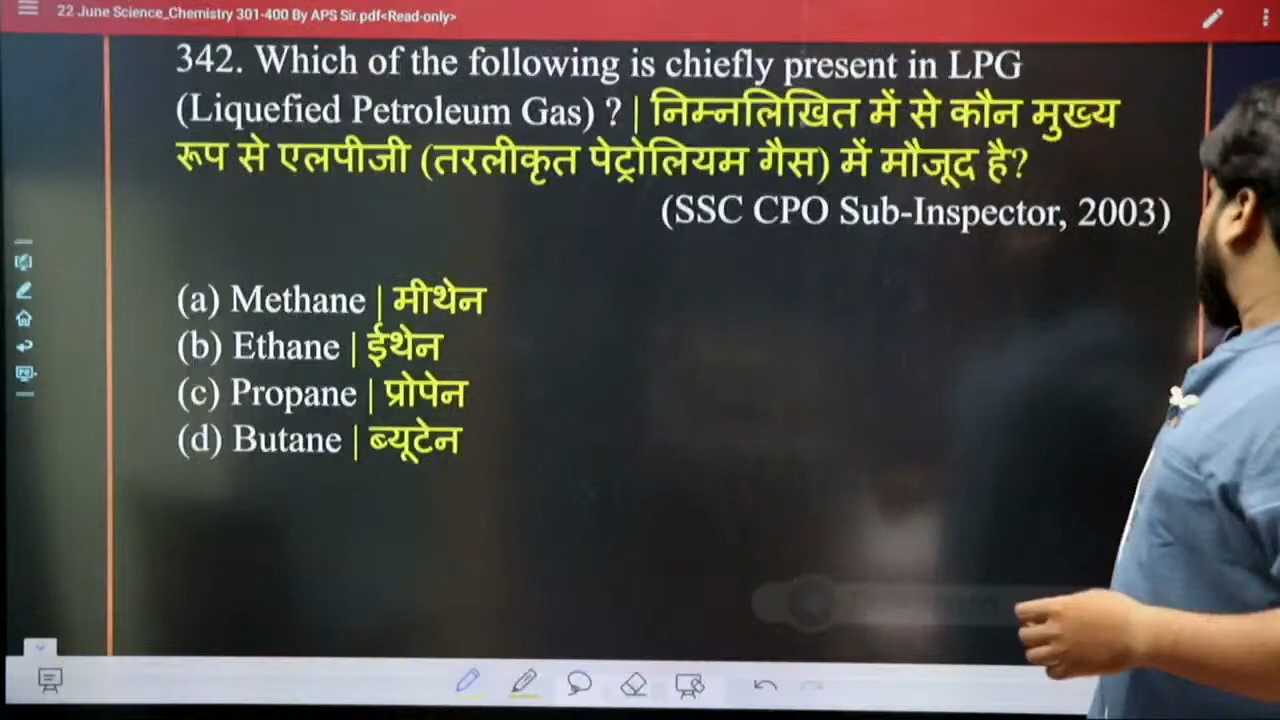 22 June Science_Chemistry 301-400 By APS Sir.pdf<Read-only>
342. Which of the following is chiefly present in LPG
(Liquefied Petroleum Gas) ? | निम्नलिखित में से कौन मुख्य
रूप से एलपीजी (तरलीकृत पेट्रोलियम गैस) में मौजूद है?
(SSC CPO Sub-Inspector, 2003)
(a) Methane | मीथेन
(b) Ethane | ईथेन
(c) Propane | प्रोपेन
(d) Butane | ब्यूटेन